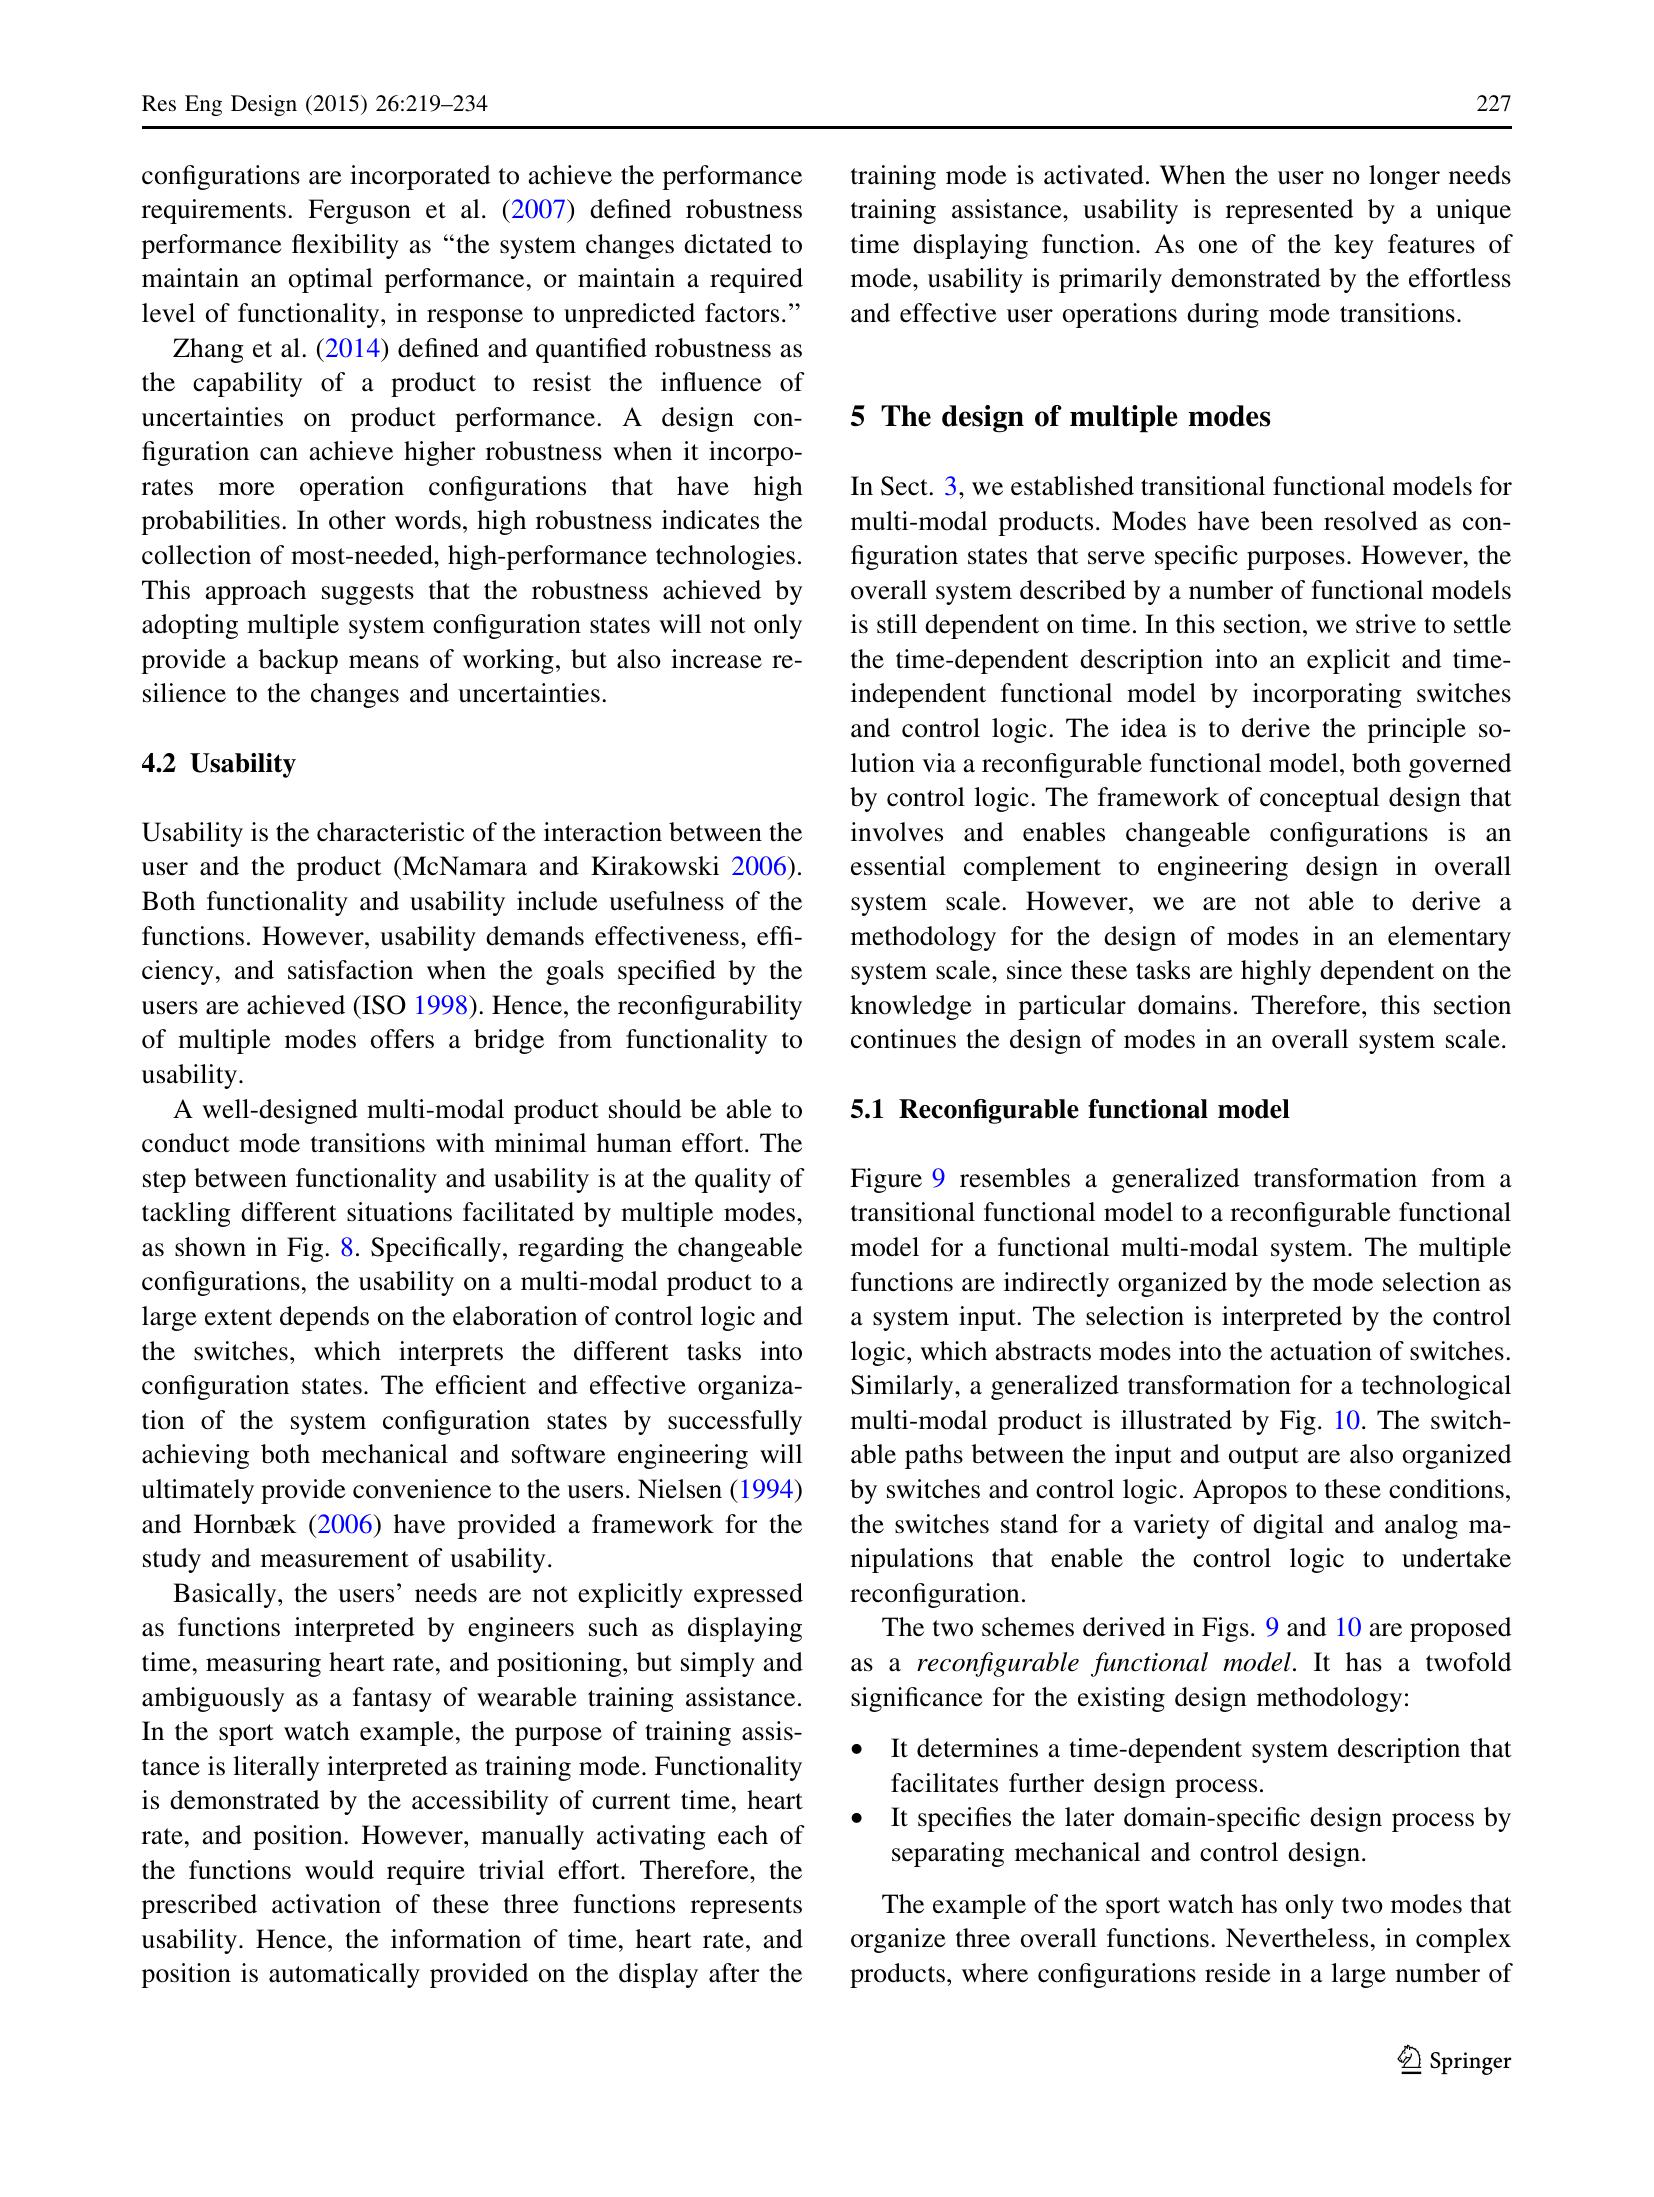 Res Eng Design (2015) 26:219–234
227
configurations are incorporated to achieve the performance
requirements. Ferguson et al. (2007) defined robustness
performance flexibility as “the system changes dictated to
maintain an optimal performance, or maintain a required
level of functionality, in response to unpredicted factors.”
Zhang et al. (2014) defined and quantified robustness as
the capability of a product to resist the influence of
uncertainties on product performance. A design con-
figuration can achieve higher robustness when it incorpo-
rates more operation configurations that have high
probabilities. In other words, high robustness indicates the
collection of most-needed, high-performance technologies.
This approach suggests that the robustness achieved by
adopting multiple system configuration states will not only
provide a backup means of working, but also increase re-
silience to the changes and uncertainties.
4.2 Usability
Usability is the characteristic of the interaction between the
user and the product (McNamara and Kirakowski 2006).
Both functionality and usability include usefulness of the
functions. However, usability demands effectiveness, effi-
ciency, and satisfaction when the goals specified by the
users are achieved (ISO 1998). Hence, the reconfigurability
of multiple modes offers a bridge from functionality to
usability.
A well-designed multi-modal product should be able to
conduct mode transitions with minimal human effort. The
step between functionality and usability is at the quality of
tackling different situations facilitated by multiple modes,
as shown in Fig. 8. Specifically, regarding the changeable
configurations, the usability on a multi-modal product to a
large extent depends on the elaboration of control logic and
the switches, which interprets the different tasks into
configuration states. The efficient and effective organiza-
tion of the system configuration states by successfully
achieving both mechanical and software engineering will
ultimately provide convenience to the users. Nielsen (1994)
and Hornbæk (2006) have provided a framework for the
study and measurement of usability.
Basically, the users’ needs are not explicitly expressed
as functions interpreted by engineers such as displaying
time, measuring heart rate, and positioning, but simply and
ambiguously as a fantasy of wearable training assistance.
In the sport watch example, the purpose of training assis-
tance is literally interpreted as training mode. Functionality
is demonstrated by the accessibility of current time, heart
rate, and position. However, manually activating each of
the functions would require trivial effort. Therefore, the
prescribed activation of these three functions represents
usability. Hence, the information of time, heart rate, and
position is automatically provided on the display after the
training mode is activated. When the user no longer needs
training assistance, usability is represented by a unique
time displaying function. As one of the key features of
mode, usability is primarily demonstrated by the effortless
and effective user operations during mode transitions.
5 The design of multiple modes
In Sect. 3, we established transitional functional models for
multi-modal products. Modes have been resolved as con-
figuration states that serve specific purposes. However, the
overall system described by a number of functional models
is still dependent on time. In this section, we strive to settle
the time-dependent description into an explicit and time-
independent functional model by incorporating switches
and control logic. The idea is to derive the principle so-
lution via a reconfigurable functional model, both governed
by control logic. The framework of conceptual design that
involves and enables changeable configurations is an
essential complement to engineering design in overall
system scale. However, we are not able to derive a
methodology for the design of modes in an elementary
system scale, since these tasks are highly dependent on the
knowledge in particular domains. Therefore, this section
continues the design of modes in an overall system scale.
5.1 Reconfigurable functional model
Figure 9 resembles a generalized transformation from a
transitional functional model to a reconfigurable functional
model for a functional multi-modal system. The multiple
functions are indirectly organized by the mode selection as
a system input. The selection is interpreted by the control
logic, which abstracts modes into the actuation of switches.
Similarly, a generalized transformation for a technological
multi-modal product is illustrated by Fig. 10. The switch-
able paths between the input and output are also organized
by switches and control logic. Apropos to these conditions,
the switches stand for a variety of digital and analog ma-
nipulations that enable the control logic to undertake
reconfiguration.
The two schemes derived in Figs. 9 and 10 are proposed
as a reconfigurable functional model. It has a twofold
significance for the existing design methodology:
• It determines a time-dependent system description that
facilitates further design process.
• It specifies the later domain-specific design process by
separating mechanical and control design.
The example of the sport watch has only two modes that
organize three overall functions. Nevertheless, in complex
products, where configurations reside in a large number of
Springer